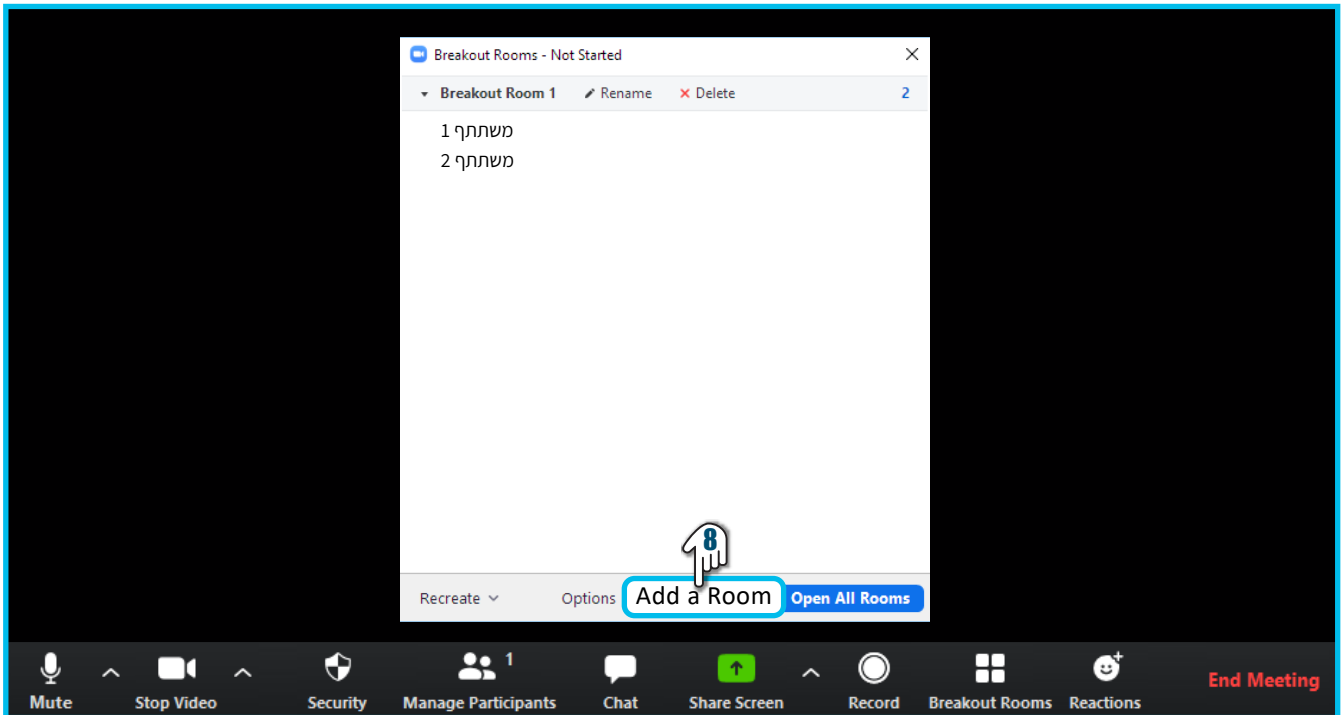 Breakout Rooms - Not Started
Breakout Room 1 Rename Delete 2
משתתף 1
משתתף 2
8
Recreate Options Add a Room Open All Rooms
1
Mute Stop Video Security Manage Participants Chat Share Screen Record Breakout Rooms Reactions End Meeting